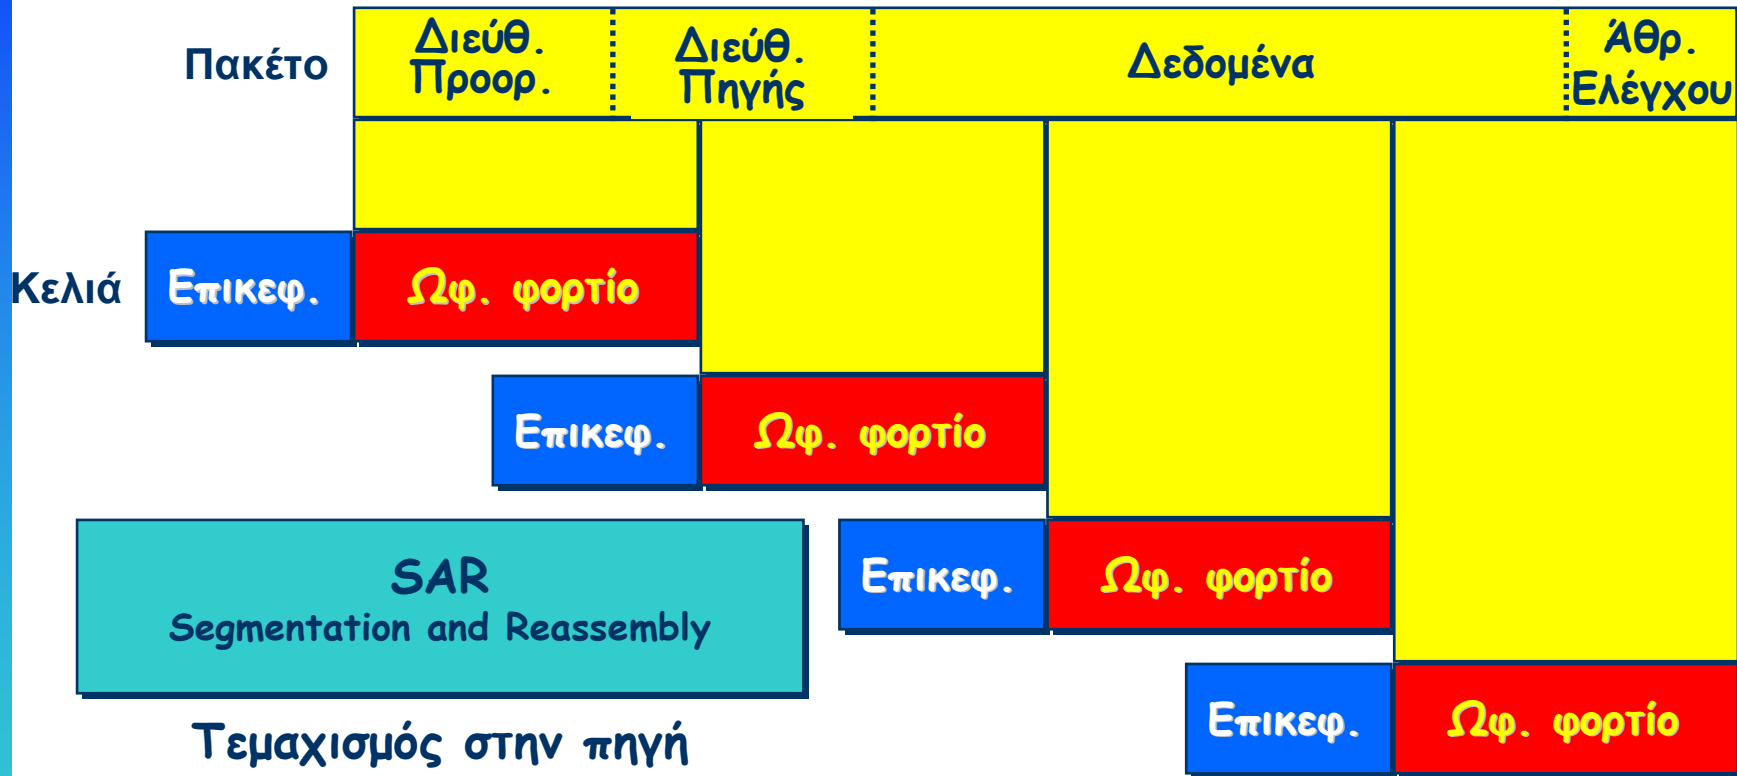 Πακέτο
Διεύθ.
Προορ.
Διεύθ.
Πηγής
Δεδομένα
Άθρ.
Ελέγχου
Κελιά
Επικεφ.
Ωφ. φορτίο
Επικεφ.
Ωφ. φορτίο
Επικεφ.
Ωφ. φορτίο
SAR
Segmentation and Reassembly
Επικεφ.
Ωφ. φορτίο
Τεμαχισμός στην πηγή